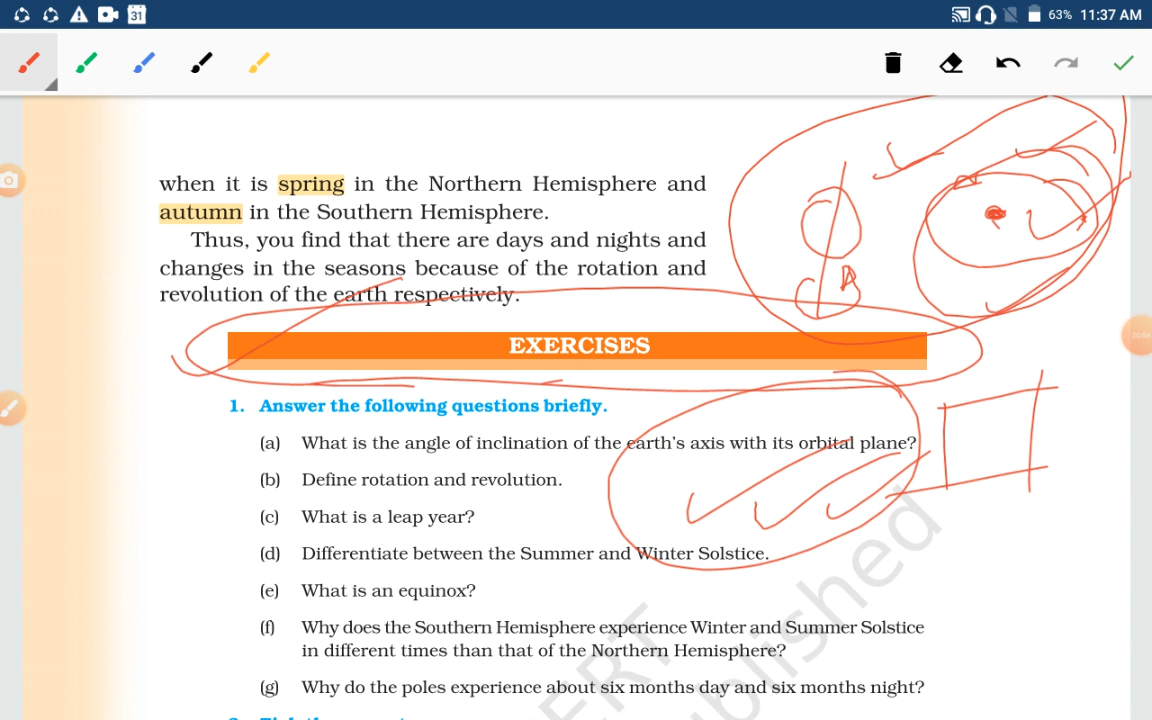 31 63% 11:37 AM
when it is spring in the Northern Hemisphere and
autumn in the Southern Hemisphere.
Thus, you find that there are days and nights and
changes in the seasons because of the rotation and
revolution of the earth respectively.
A
EXERCISES
1. Answer the following questions briefly.
(a) What is the angle of inclination of the earth's axis with its orbital plane?
(b) Define rotation and revolution.
(c) What is a leap year?
(d) Differentiate between the Summer and Winter Solstice.
(e) What is an equinox?
(f) Why does the Southern Hemisphere experience Winter and Summer Solstice
in different times than that of the Northern Hemisphere?
(g) Why do the poles experience about six months day and six months night?